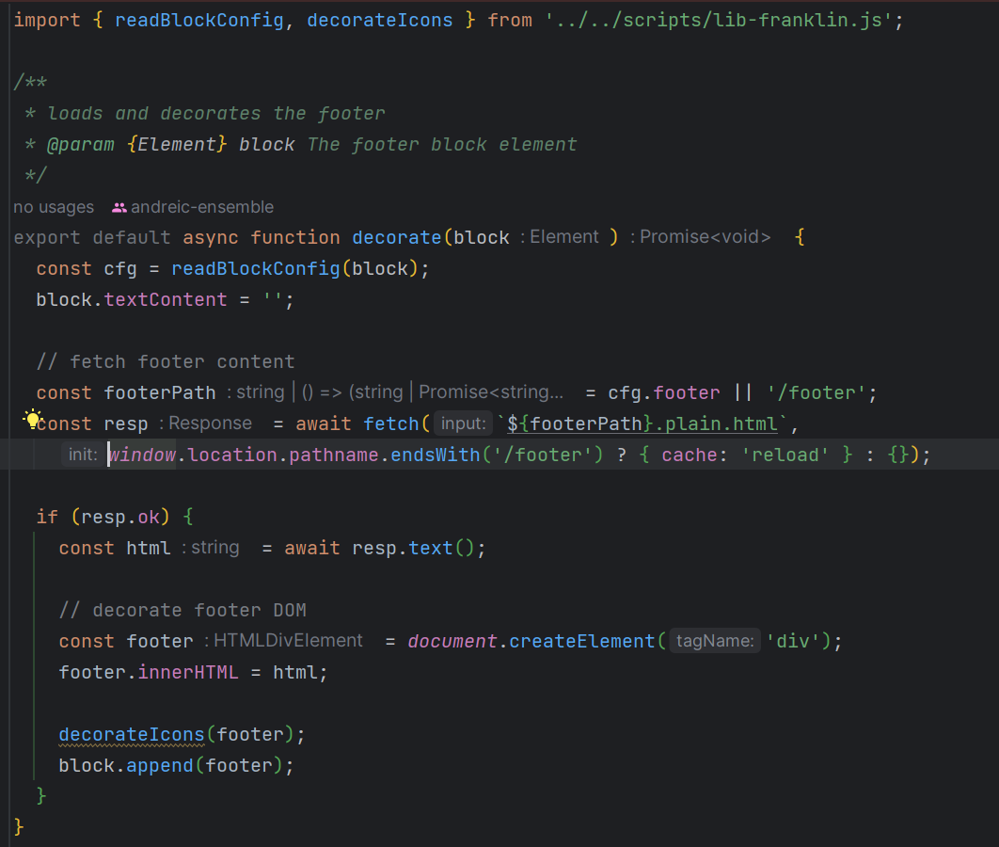 import { readBlockConfig, decorateIcons } from '../../scripts/lib-franklin.js';
/**
 * loads and decorates the footer
 * @param {Element} block The footer block element
 */
no usages andreic-ensemble
export default async function decorate(block : Element ) : Promise<void> {
  const cfg = readBlockConfig(block);
  block.textContent = '';
  // fetch footer content
  const footerPath : string | () => (string | Promise<string... = cfg.footer || '/footer';
  const resp : Response = await fetch( input: `${footerPath}.plain.html`,
    init: window.location.pathname.endsWith('/footer') ? { cache: 'reload' } : {});
  if (resp.ok) {
    const html : string = await resp.text();
    // decorate footer DOM
    const footer : HTMLDivElement = document.createElement( tagName: 'div');
    footer.innerHTML = html;
    decorateIcons(footer);
    block.append(footer);
  }
}